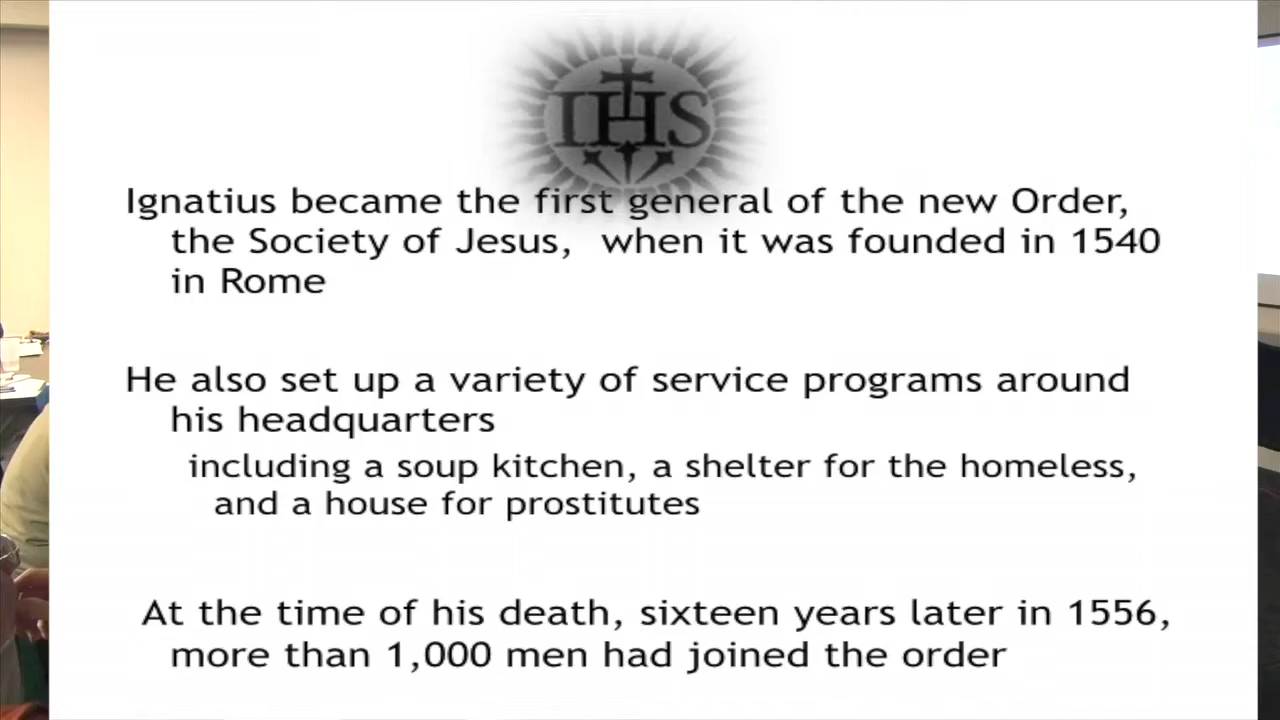 IHS
Ignatius became the first general of the new Order,
the Society of Jesus, when it was founded in 1540
in Rome
He also set up a variety of service programs around
his headquarters
including a soup kitchen, a shelter for the homeless,
and a house for prostitutes
At the time of his death, sixteen years later in 1556,
more than 1,000 men had joined the order